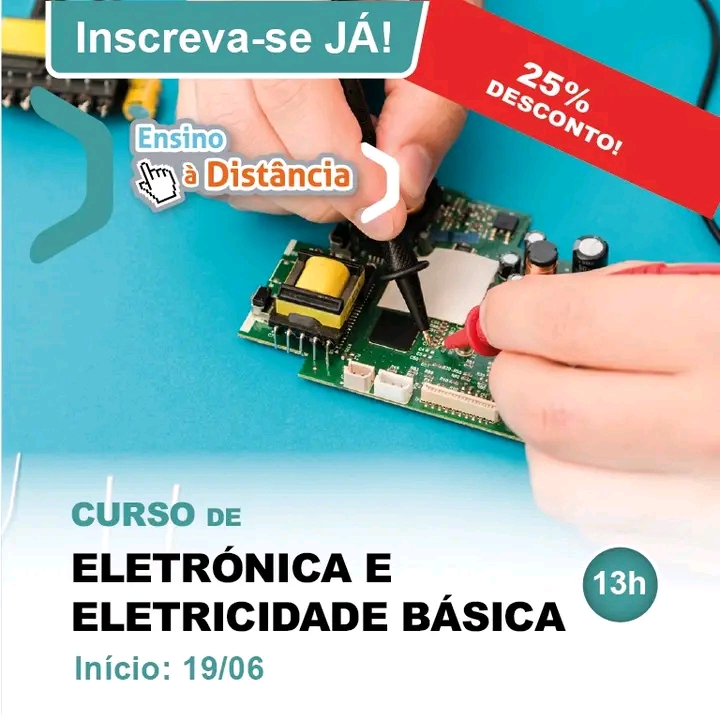 Inscreva-se JÁ!
25%
DESCONTO!
Ensino
à Distância
CURSO DE
ELETRÓNICA E
ELETRICIDADE BÁSICA
13h
Início: 19/06